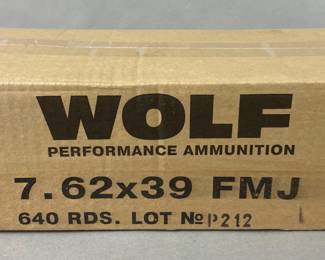 WOLF
PERFORMANCE AMMUNITION
7.62x39 FMJ
640 RDS. LOT № P212